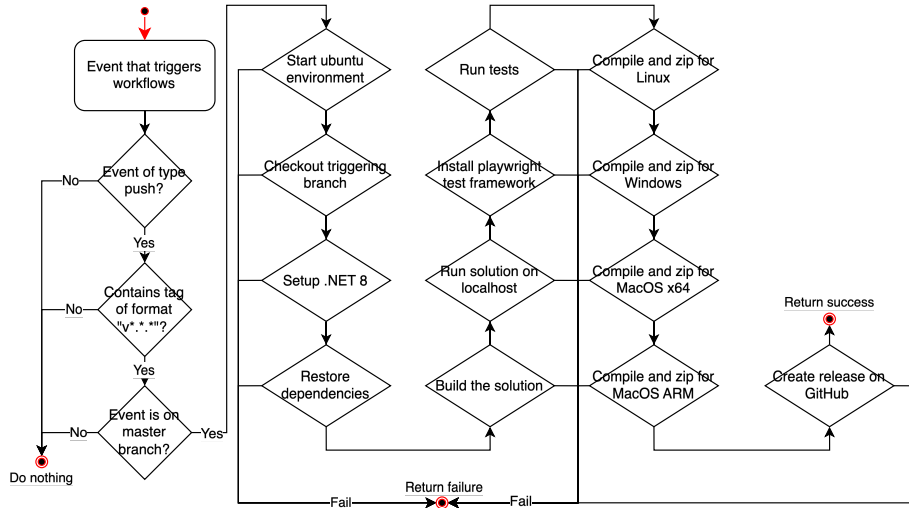 Event that triggers
workflows
Event of type
push?
No
Yes
Contains tag
of format
"v*.*.*"?
No
Yes
Event is on
master
branch?
No
Yes
Do nothing
Start ubuntu
environment
Checkout triggering
branch
Setup .NET 8
Restore
dependencies
Build the solution
Run solution on
localhost
Install playwright
test framework
Run tests
Compile and zip for
Linux
Compile and zip for
Windows
Compile and zip for
MacOS x64
Compile and zip for
MacOS ARM
Create release on
GitHub
Return success
Fail
Return failure
Fail